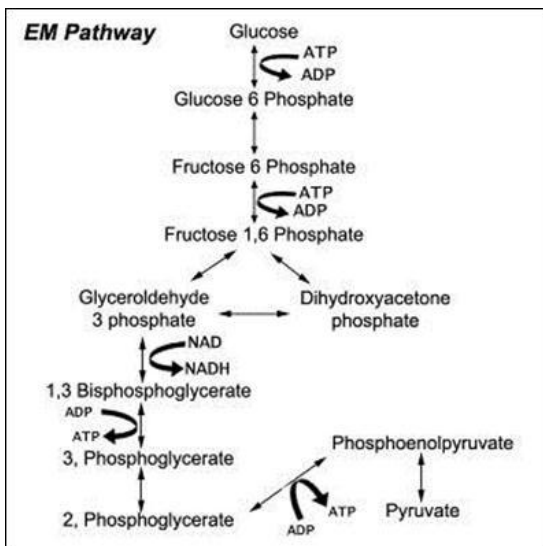 EM Pathway
Glucose
ATP
ADP
Glucose 6 Phosphate
Fructose 6 Phosphate
ATP
ADP
Fructose 1,6 Phosphate
Glyceroldehyde
3 phosphate
Dihydroxyacetone
phosphate
NAD
NADH
1,3 Bisphosphoglycerate
ADP
ATP
3, Phosphoglycerate
Phosphoenolpyruvate
2, Phosphoglycerate
ADP
ATP
Pyruvate